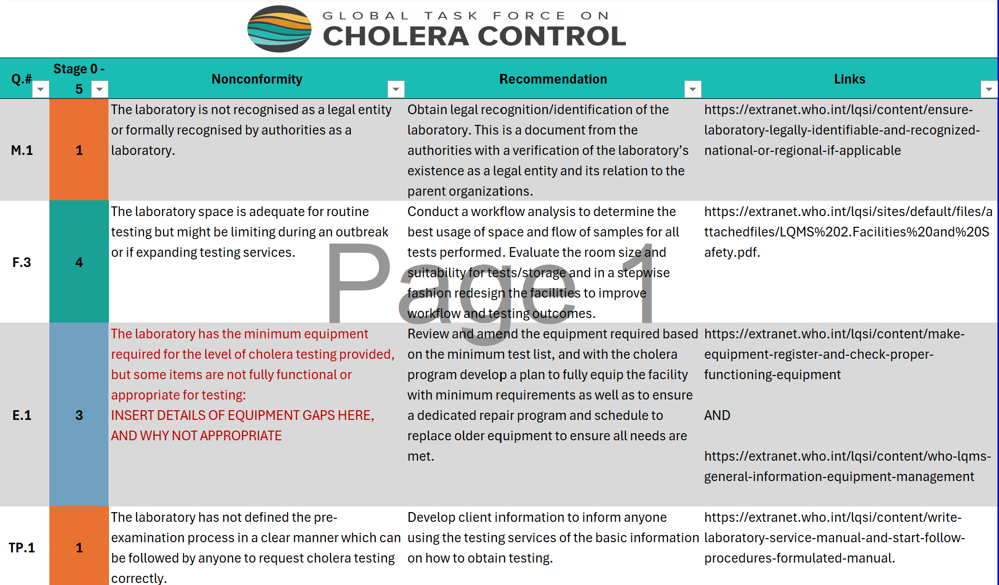 GLOBAL TASK FORCE ON
CHOLERA CONTROL
Q.#
Stage 0 -
5
Nonconformity
Recommendation
Links
M.1
1
The laboratory is not recognised as a legal entity
or formally recognised by authorities as a
laboratory.
Obtain legal recognition/identification of the
laboratory. This is a document from the
authorities with a verification of the laboratory’s
existence as a legal entity and its relation to the
parent organizations.
https://extranet.who.int/lqsi/content/ensure-
laboratory-legally-identifiable-and-recognized-
national-or-regional-if-applicable
F.3
4
The laboratory space is adequate for routine
testing but might be limiting during an outbreak
or if expanding testing services.
Conduct a workflow analysis to determine the
best usage of space and flow of samples for all
tests performed. Evaluate the room size and
suitability for tests/storage and in a stepwise
fashion redesign the facilities to improve
workflow and testing outcomes.
https://extranet.who.int/lqsi/sites/default/files/a
ttachedfiles/LQMS%202.Facilities%20and%20S
afety.pdf.
Page 1
E.1
3
The laboratory has the minimum equipment
required for the level of cholera testing provided,
but some items are not fully functional or
appropriate for testing:
INSERT DETAILS OF EQUIPMENT GAPS HERE,
AND WHY NOT APPROPRIATE
Review and amend the equipment required based
on the minimum test list, and with the cholera
program develop a plan to fully equip the facility
with minimum requirements as well as to ensure
a dedicated repair program and schedule to
replace older equipment to ensure all needs are
met.
https://extranet.who.int/lqsi/content/make-
equipment-register-and-check-proper-
functioning-equipment
AND
https://extranet.who.int/lqsi/content/who-lqms-
general-information-equipment-management
TP.1
1
The laboratory has not defined the pre-
examination process in a clear manner which can
be followed by anyone to request cholera testing
correctly.
Develop client information to inform anyone
using the testing services of the basic information
on how to obtain testing.
https://extranet.who.int/lqsi/content/write-
laboratory-service-manual-and-start-follow-
procedures-formulated-manual.